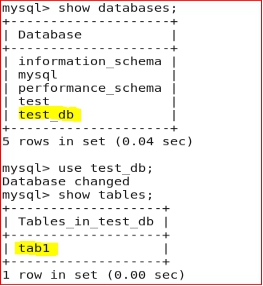 mysql> show databases;
+--------------------+
| Database           |
+--------------------+
| information_schema |
| mysql              |
| performance_schema |
| test               |
| test_db            |
+--------------------+
5 rows in set (0.04 sec)

mysql> use test_db;
Database changed
mysql> show tables;
+-------------------+
| Tables_in_test_db |
+-------------------+
| tab1              |
+-------------------+
1 row in set (0.00 sec)